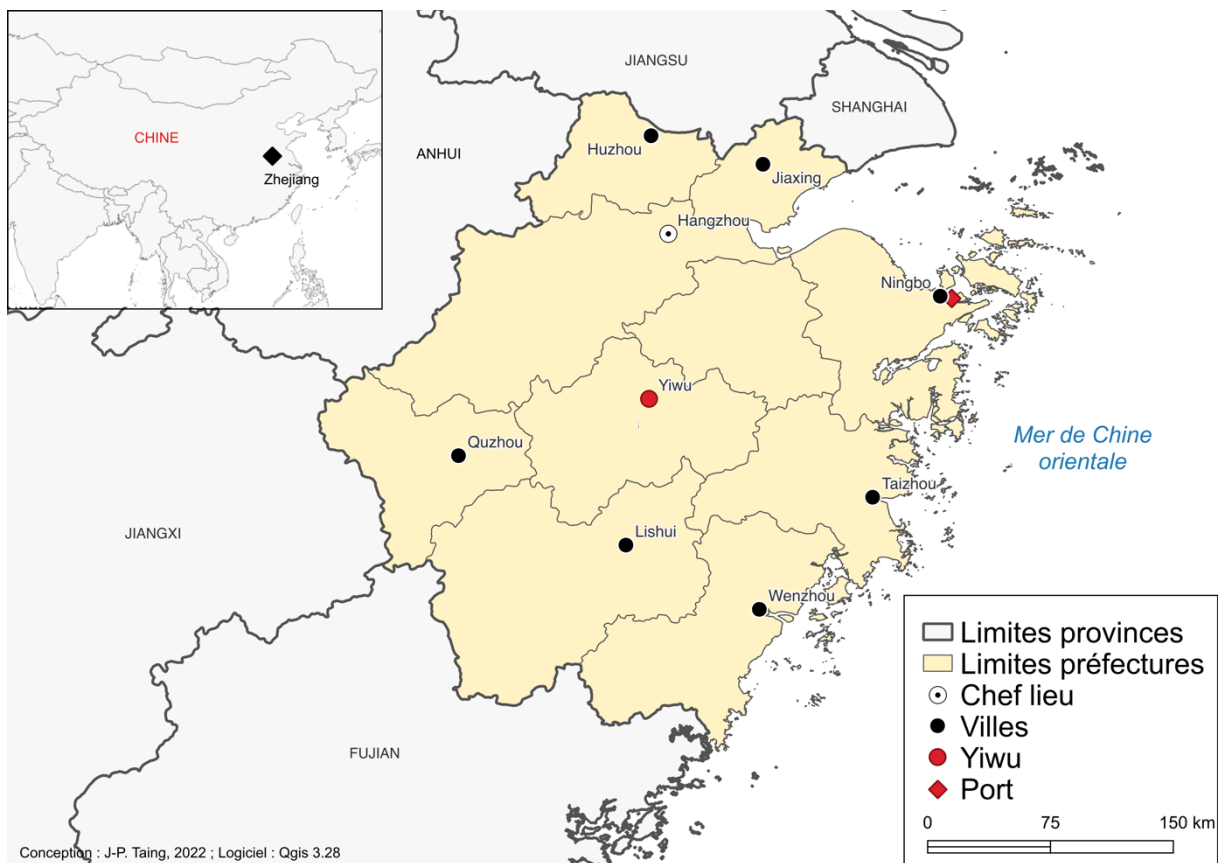 CHINE
Zhejiang
JIANGSU
SHANGHAI
ANHUI
Huzhou
Jiaxing
Hangzhou
Ningbo
Yiwu
Quzhou
Mer de Chine
orientale
Taizhou
JIANGXI
Lishui
Wenzhou
FUJIAN
Limites provinces
Limites préfectures
Chef lieu
Villes
Yiwu
Port
0 75 150 km
Conception : J-P. Taing, 2022 ; Logiciel : Qgis 3.28